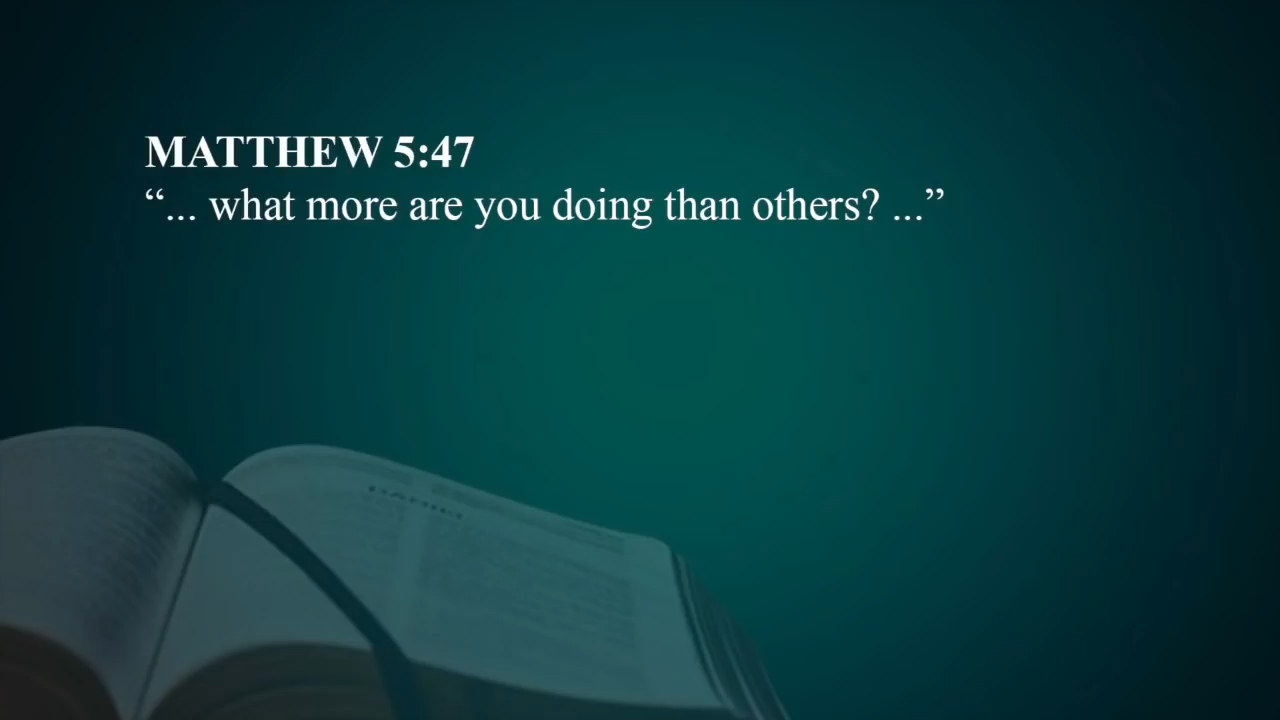 MATTHEW 5:47
“... what more are you doing than others? ...”